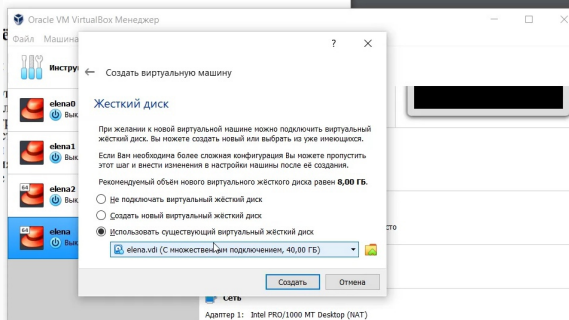 Oracle VM VirtualBox Менеджер
Файл Машина
? 
Инстру
Создать виртуальную машину
elena0
Вык
Жесткий диск
elena1
Вык
При желании к новой виртуальной машине можно подключить виртуальный
жёсткий диск. Вы можете создать новый или выбрать из уже имеющихся.
Если Вам необходима более сложная конфигурация Вы можете пропустить
этот шаг и внести изменения в настройки машины после её создания.
Рекомендуемый объём нового виртуального жёсткого диска равен 8,00 ГБ.
elena2
Вык
Не подключать виртуальный жёсткий диск
Создать новый виртуальный жёсткий диск
64
elena
Вык
Использовать существующий виртуальный жёсткий диск
сто
elena.vdi (С множественным подключением, 40,00 ГБ)
Создать
Отмена
Сеть
Адаптер 1: Intel PRO/1000 MT Desktop (NAT)